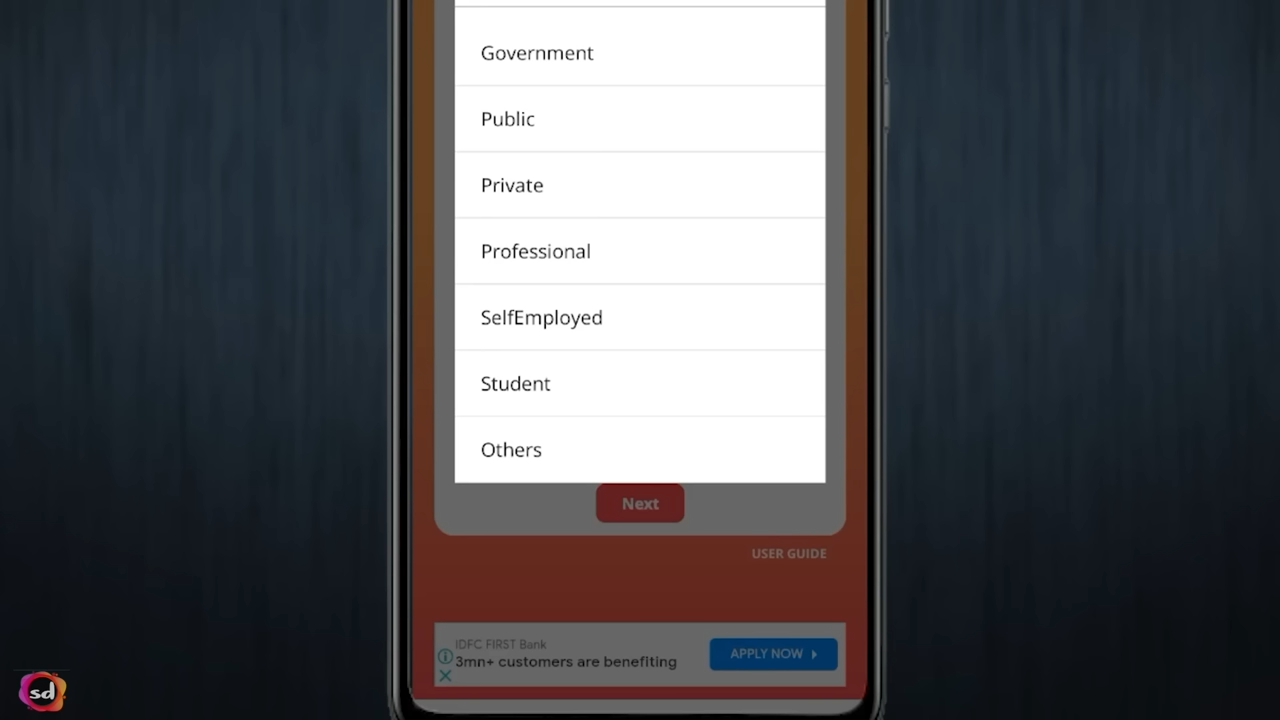 Government
Public
Private
Professional
SelfEmployed
Student
Others
Next
USER GUIDE
IDFC FIRST Bank
3mn+ customers are benefiting
APPLY NOW
sd